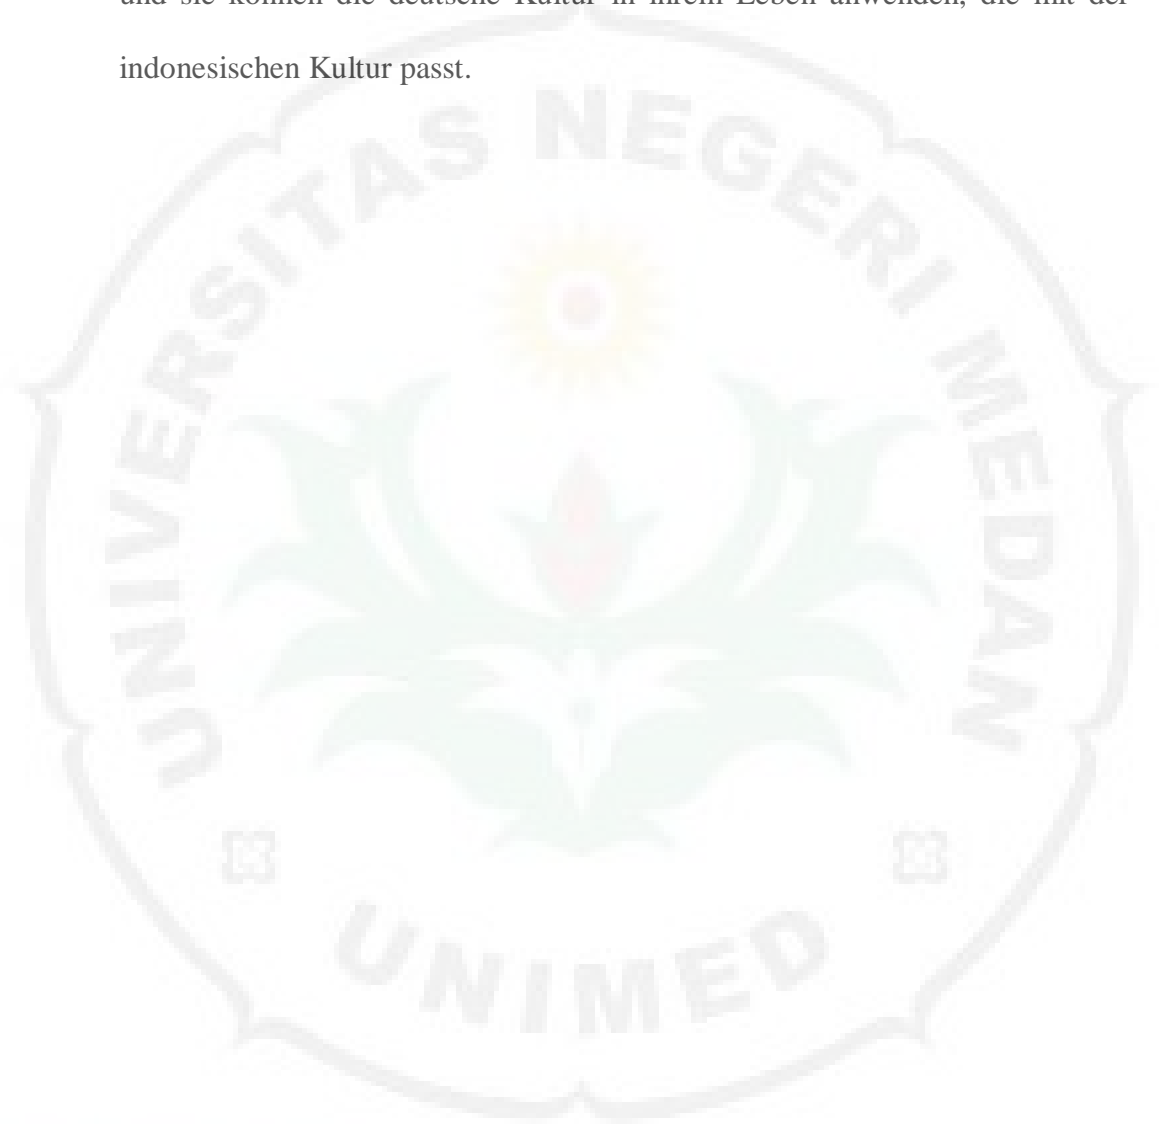 und sie können die deutsche Kultur in ihrem Leben anwenden, die mit der
indonesischen Kultur passt.
UNIVERSITAS NEGERI MEDAN
UNIMED